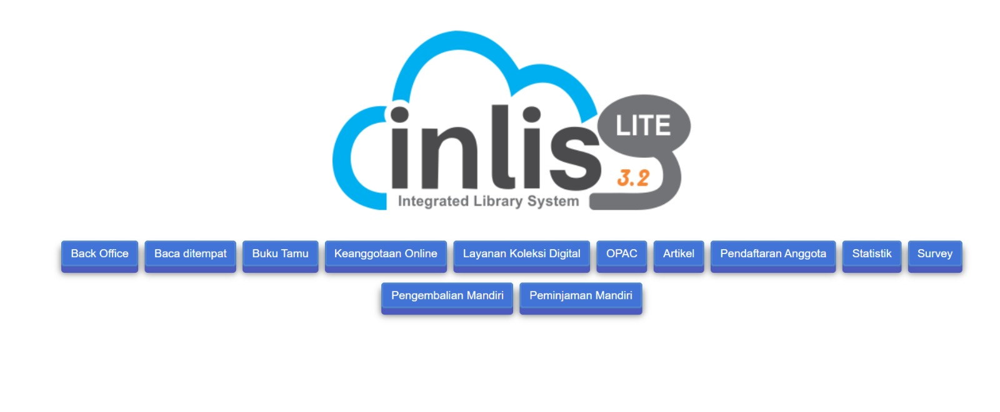 inlis
LITE
3.2
Integrated Library System
Back Office Baca ditempat Buku Tamu Keanggotaan Online Layanan Koleksi Digital OPAC Artikel Pendaftaran Anggota Statistik Survey
Pengembalian Mandiri Peminjaman Mandiri